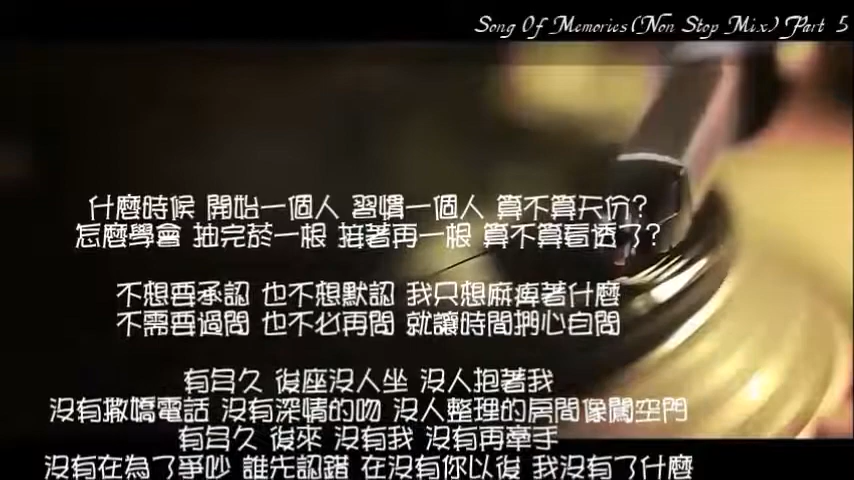 Song Of Memories(Non Stop Mix) Part 5
什麼時候 開始一個人 習慣一個人 算不算天份?
怎麼學會 抽完菸一根 接著再一根 算不算看透了?
不想要承認 也不想默認 我只想麻痺著什麼
不需要過問 也不必再問 就讓時間捫心自問
有多久 後座沒人坐 沒人抱著我
沒有撒嬌電話 沒有深情的吻 沒人整理的房間像闖空門
有多久 後來 沒有我 沒有再牽手
沒有在為了爭吵 誰先認錯 在沒有你以後 我沒有了什麼